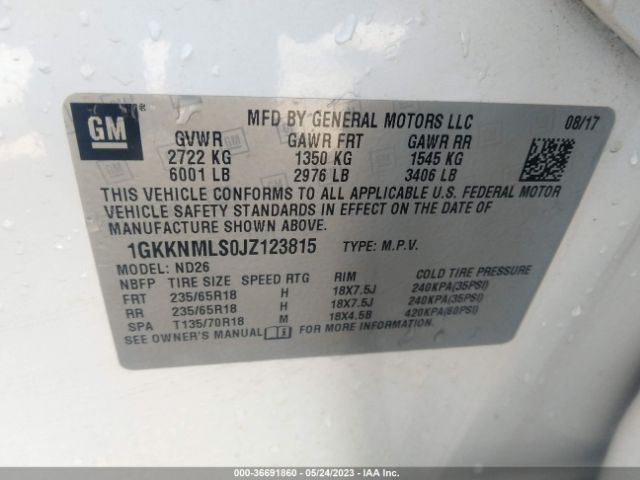 GM
MFD BY GENERAL MOTORS LLC
08/17
GVWR GAWR FRT GAWR RR
2722 KG 1350 KG 1545 KG
6001 LB 2976 LB 3406 LB
THIS VEHICLE CONFORMS TO ALL APPLICABLE U.S. FEDERAL MOTOR
VEHICLE SAFETY STANDARDS IN EFFECT ON THE DATE OF
MANUFACTURE SHOWN ABOVE.
1GKKNMLS0JZ123815 TYPE: M.P.V.
MODEL: ND26
NBFP TIRE SIZE SPEED RTG RIM COLD TIRE PRESSURE
FRT 235/65R18 H 18X7.5J 240KPA(35PSI)
RR 235/65R18 H 18X7.5J 240KPA(35PSI)
SPA T135/70R18 M 18X4.5B 420KPA(60PSI)
SEE OWNER'S MANUAL FOR MORE INFORMATION.
000-36691860 - 05/24/2023 - IAA Inc.